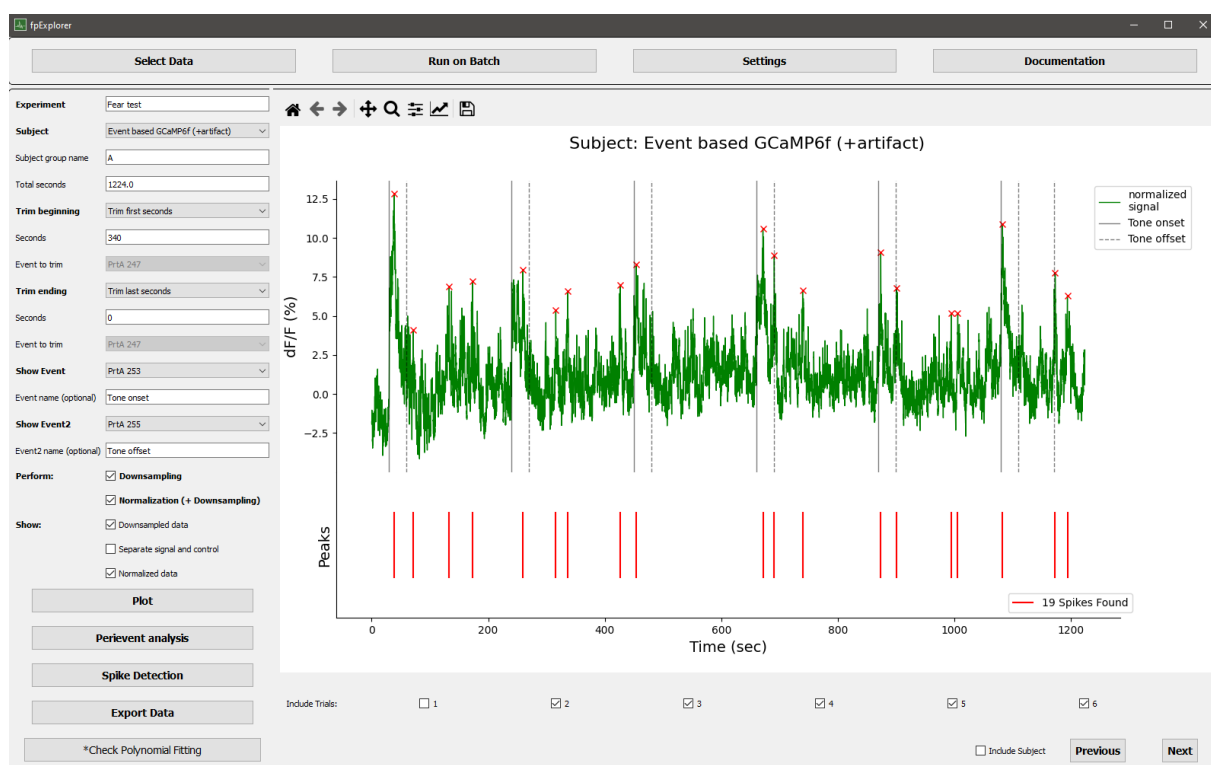 fpExplorer
Select Data
Run on Batch
Settings
Documentation
Experiment
Fear test
Subject
Event based GCaMP6f (+artifact)
Subject group name
A
Total seconds
1224.0
Trim beginning
Trim first seconds
Seconds
340
Event to trim
PrtA 247
Trim ending
Trim last seconds
Seconds
0
Event to trim
PrtA 247
Show Event
PrtA 253
Event name (optional)
Tone onset
Show Event2
PrtA 255
Event2 name (optional)
Tone offset
Perform:
Downsampling
Normalization (+ Downsampling)
Show:
Downsampled data
Separate signal and control
Normalized data
Plot
Perievent analysis
Spike Detection
Export Data
*Check Polynomial Fitting
Subject: Event based GCaMP6f (+artifact)
normalized
signal
Tone onset
Tone offset
dF/F (%)
12.5
10.0
7.5
5.0
2.5
0.0
−2.5
Peaks
19 Spikes Found
0 200 400 600 800 1000 1200
Time (sec)
Include Trials: 1 2 3 4 5 6
Include Subject
Previous
Next